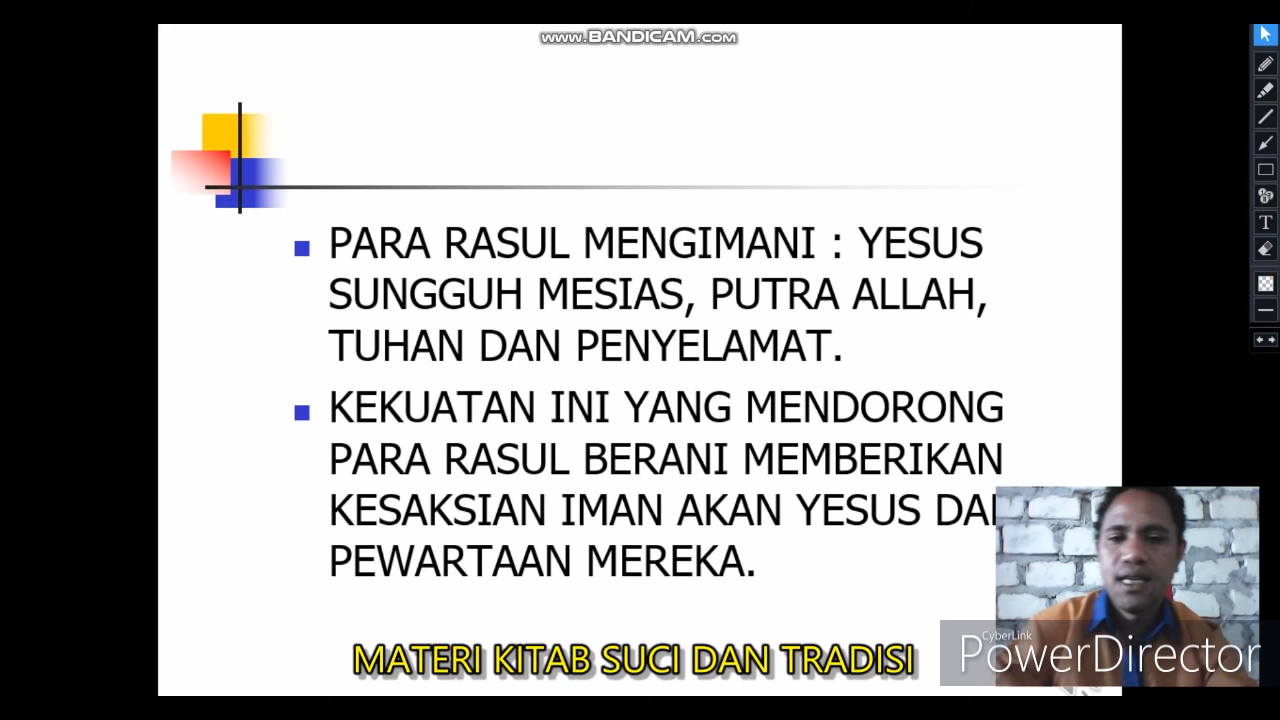 www.BANDICAM.com
PARA RASUL MENGIMANI : YESUS
SUNGGUH MESIAS, PUTRA ALLAH,
TUHAN DAN PENYELAMAT.
KEKUATAN INI YANG MENDORONG
PARA RASUL BERANI MEMBERIKAN
KESAKSIAN IMAN AKAN YESUS
PEWARTAAN MEREKA.
MATERI KITAB SUCI DAN TRADISI
CyberLink
PowerDirector
T